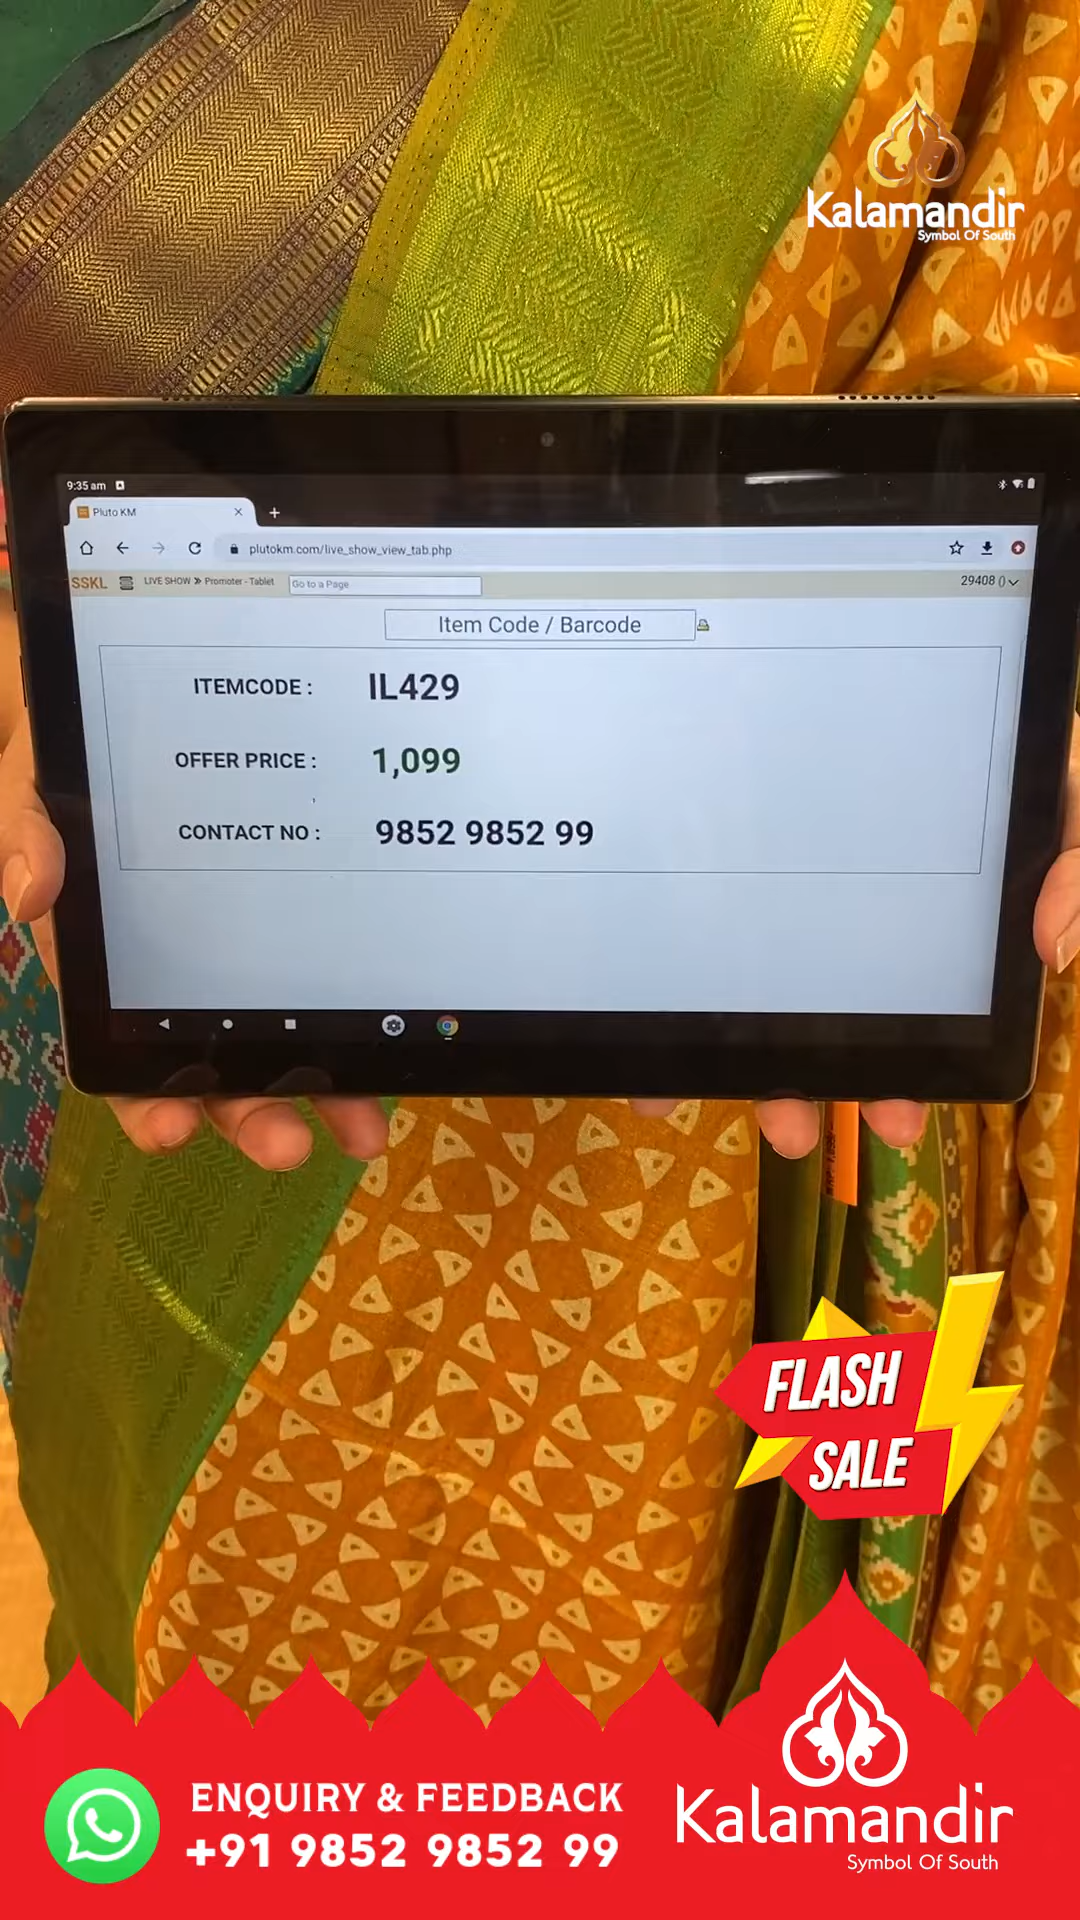 Kalamandir
Symbol Of South
9:35 am
Pluto KM
plutokm.com/live_show_view_tab.php
SSKL LIVE SHOW >> Promoter - Tablet Go to a Page 29408 ()
Item Code / Barcode
ITEMCODE : IL429
OFFER PRICE : 1,099
CONTACT NO : 9852 9852 99
FLASH
SALE
ENQUIRY & FEEDBACK
+91 9852 9852 99
Kalamandir
Symbol Of South